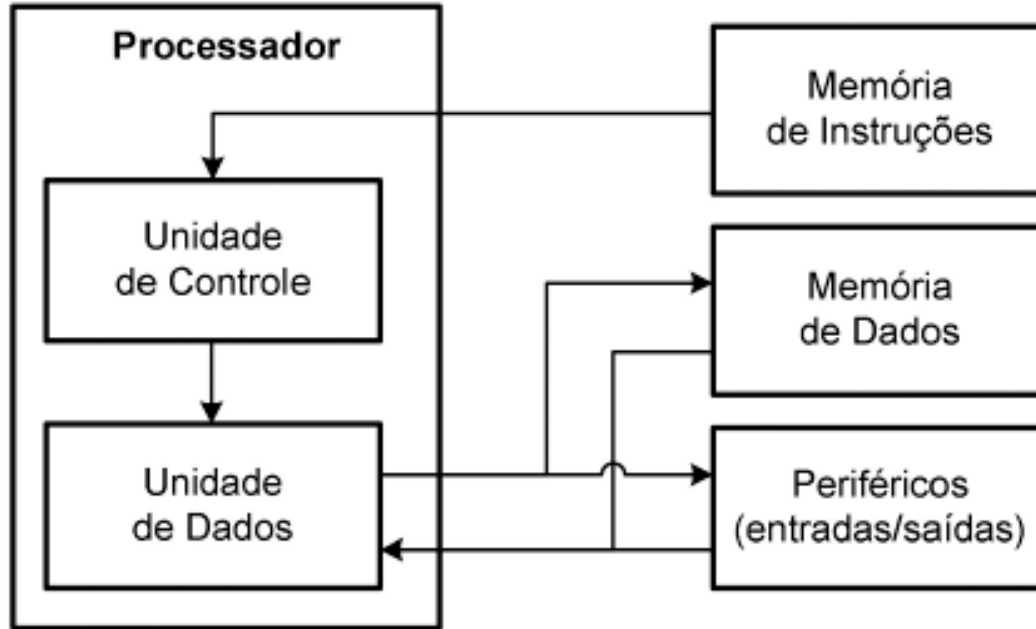 Processador
Memória
de Instruções
Unidade
de Controle
Memória
de Dados
Unidade
de Dados
Periféricos
(entradas/saídas)